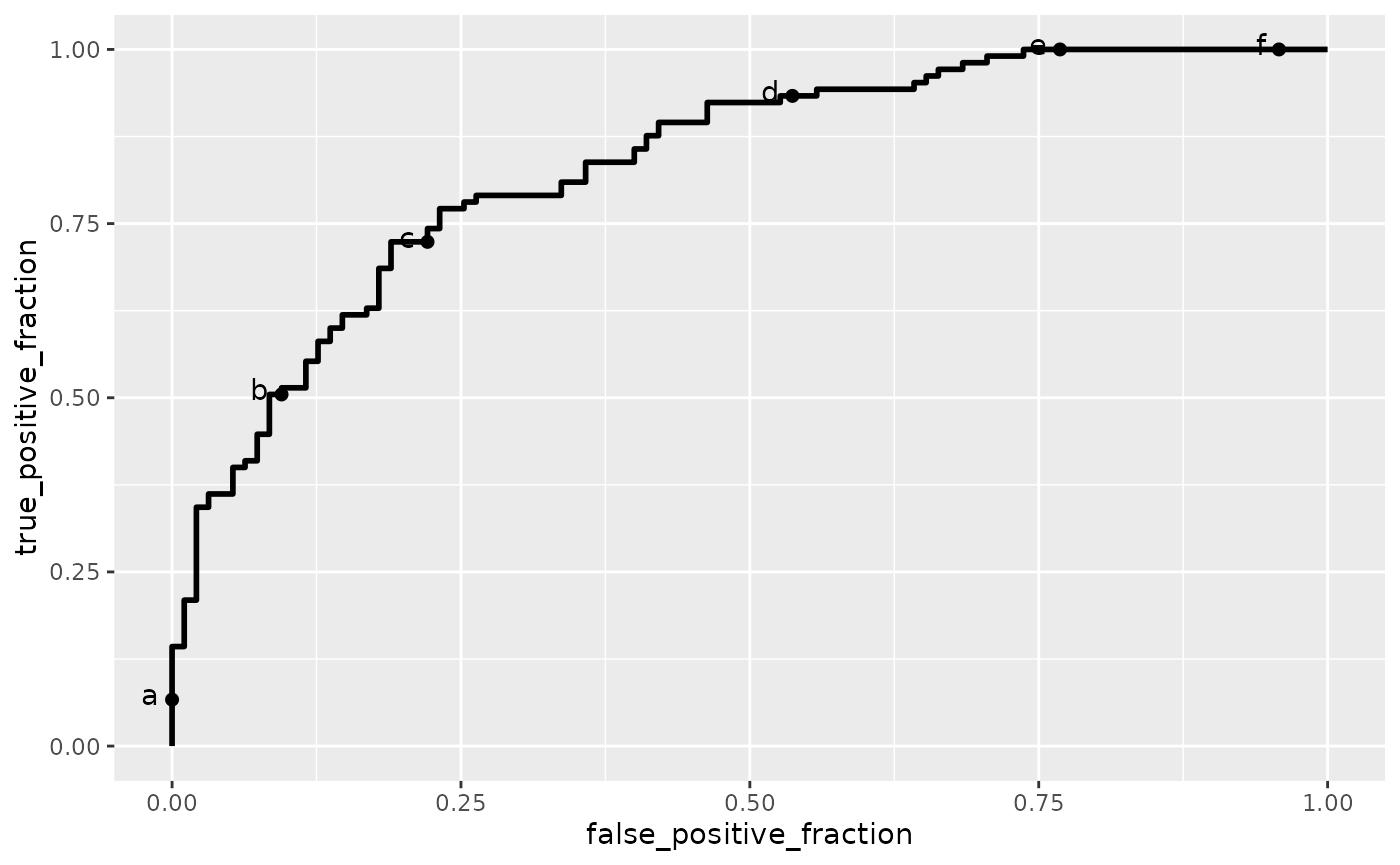 1.00
0.75
0.50
0.25
0.00
true_positive_fraction
a
b
c
d
e
f
0.00 0.25 0.50 0.75 1.00
false_positive_fraction